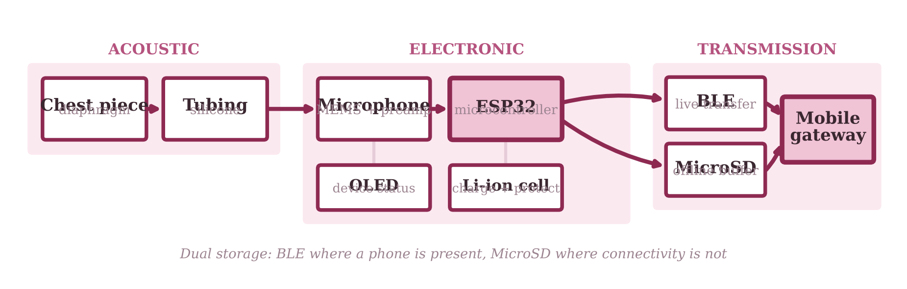 ACOUSTIC
ELECTRONIC
TRANSMISSION
Chest piece
diaphragm
Tubing
silicone
Microphone
MEMS + preamp
ESP32
microcontroller
BLE
live transfer
Mobile
gateway
MicroSD
offline buffer
OLED
device status
Li-ion cell
charge + protect
Dual storage: BLE where a phone is present, MicroSD where connectivity is not